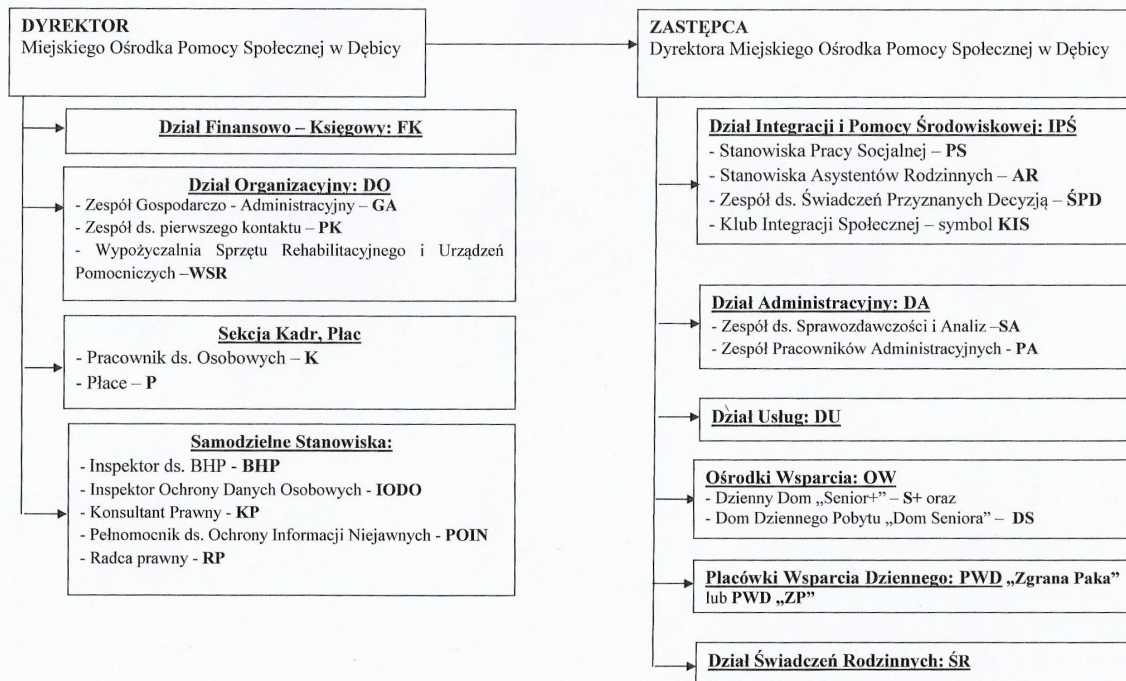 DYREKTOR
Miejskiego Ośrodka Pomocy Społecznej w Dębicy
Dział Finansowo – Księgowy: FK
Dział Organizacyjny: DO
- Zespół Gospodarczo - Administracyjny – GA
- Zespół ds. pierwszego kontaktu – PK
- Wypożyczalnia Sprzętu Rehabilitacyjnego i Urządzeń
Pomocniczych –WSR
Sekcja Kadr, Płac
- Pracownik ds. Osobowych – K
- Płace – P
Samodzielne Stanowiska:
- Inspektor ds. BHP - BHP
- Inspektor Ochrony Danych Osobowych - IODO
- Konsultant Prawny - KP
- Pełnomocnik ds. Ochrony Informacji Niejawnych - POIN
- Radca prawny - RP
ZASTĘPCA
Dyrektora Miejskiego Ośrodka Pomocy Społecznej w Dębicy
Dział Integracji i Pomocy Środowiskowej: IPŚ
- Stanowiska Pracy Socjalnej – PS
- Stanowiska Asystentów Rodzinnych – AR
- Zespół ds. Świadczeń Przyznanych Decyzją – ŚPD
- Klub Integracji Społecznej – symbol KIS
Dział Administracyjny: DA
- Zespół ds. Sprawozdawczości i Analiz –SA
- Zespół Pracowników Administracyjnych - PA
Dział Usług: DU
Ośrodki Wsparcia: OW
- Dzienny Dom „Senior+” – S+ oraz
- Dom Dziennego Pobytu „Dom Seniora” – DS
Placówki Wsparcia Dziennego: PWD „Zgrana Paka”
lub PWD „ZP”
Dział Świadczeń Rodzinnych: ŚR